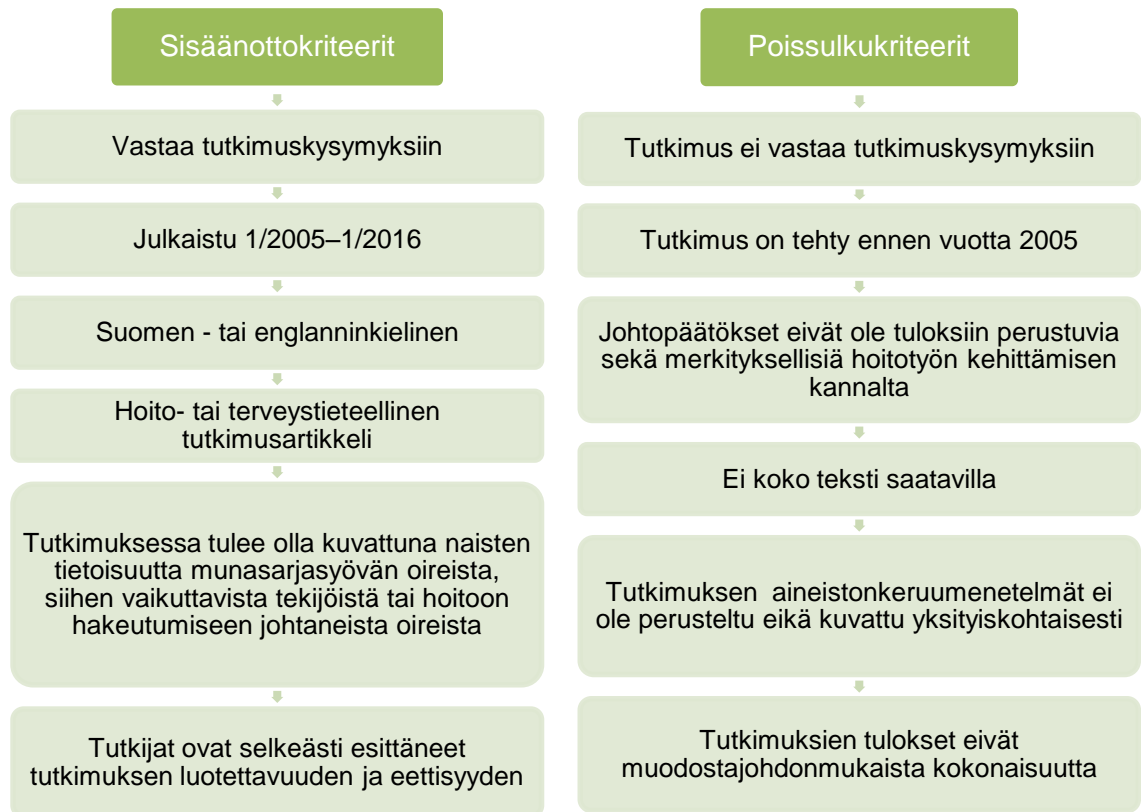 Sisäänottokriteerit
Vastaa tutkimuskysymyksiin
Julkaistu 1/2005–1/2016
Suomen - tai englanninkielinen
Hoito- tai terveystieteellinen
tutkimusartikkeli
Tutkimuksessa tulee olla kuvattuna naisten
tietoisuutta munasarjasyövän oireista,
siihen vaikuttavista tekijöistä tai hoitoon
hakeutumiseen johtaneista oireista
Tutkijat ovat selkeästi esittäneet
tutkimuksen luotettavuuden ja eettisyyden
Poissulkukriteerit
Tutkimus ei vastaa tutkimuskysymyksiin
Tutkimus on tehty ennen vuotta 2005
Johtopäätökset eivät ole tuloksiin perustuvia
sekä merkityksellisiä hoitotyön kehittämisen
kannalta
Ei koko teksti saatavilla
Tutkimuksen aineistonkeruumenetelmät ei
ole perusteltu eikä kuvattu yksityiskohtaisesti
Tutkimuksien tulokset eivät
muodostajohdonmukaista kokonaisuutta